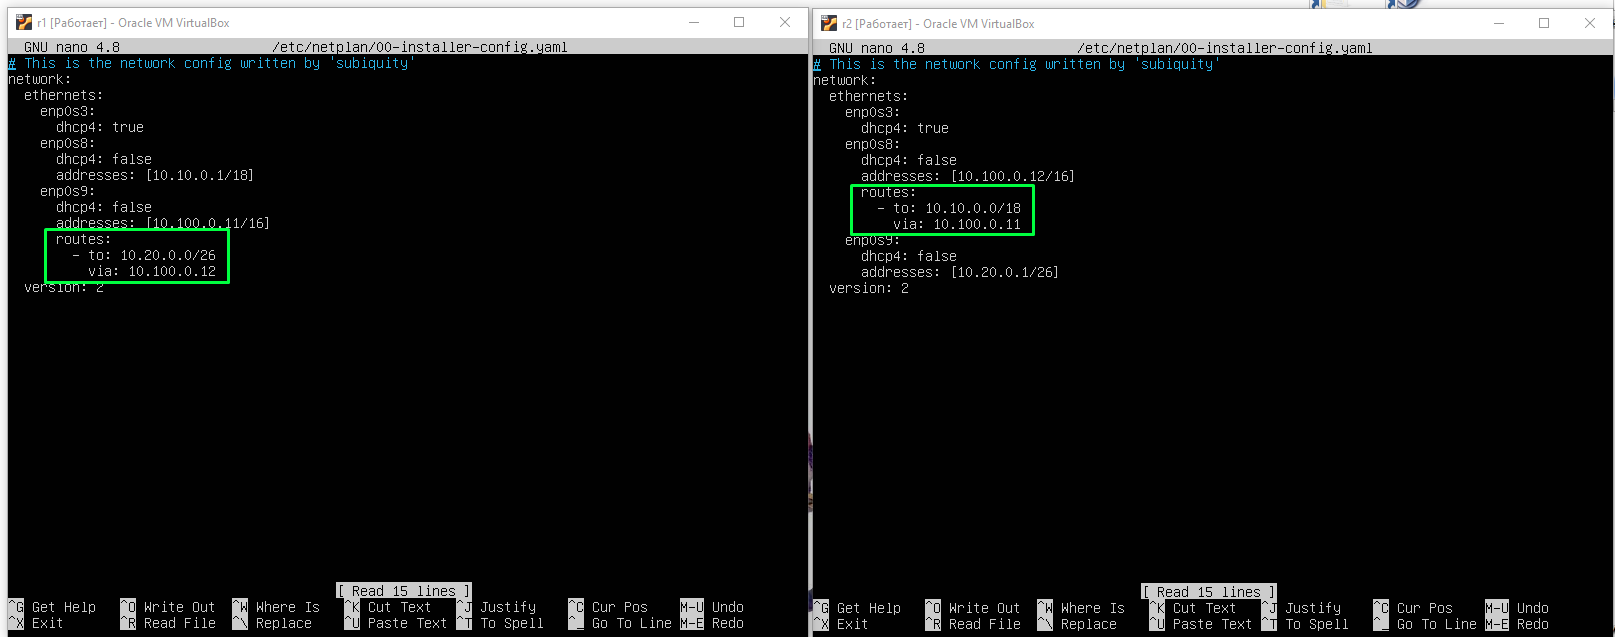 r1 [Работает] - Oracle VM VirtualBox
GNU nano 4.8 /etc/netplan/00-installer-config.yaml
# This is the network config written by 'subiquity'
network:
  ethernets:
    enp0s3:
      dhcp4: true
    enp0s8:
      dhcp4: false
      addresses: [10.10.0.1/18]
    enp0s9:
      dhcp4: false
      addresses: [10.100.0.11/16]
      routes:
        - to: 10.20.0.0/26
          via: 10.100.0.12
  version: 2
[ Read 15 lines ]
^G Get Help ^O Write Out ^W Where Is ^K Cut Text ^J Justify ^C Cur Pos M-U Undo
^X Exit ^R Read File ^\ Replace ^U Paste Text ^T To Spell ^_ Go To Line M-E Redo
r2 [Работает] - Oracle VM VirtualBox
GNU nano 4.8 /etc/netplan/00-installer-config.yaml
# This is the network config written by 'subiquity'
network:
  ethernets:
    enp0s3:
      dhcp4: true
    enp0s8:
      dhcp4: false
      addresses: [10.100.0.12/16]
      routes:
        - to: 10.10.0.0/18
          via: 10.100.0.11
    enp0s9:
      dhcp4: false
      addresses: [10.20.0.1/26]
  version: 2
[ Read 15 lines ]
^G Get Help ^O Write Out ^W Where Is ^K Cut Text ^J Justify ^C Cur Pos M-U Undo
^X Exit ^R Read File ^\ Replace ^U Paste Text ^T To Spell ^_ Go To Line M-E Redo